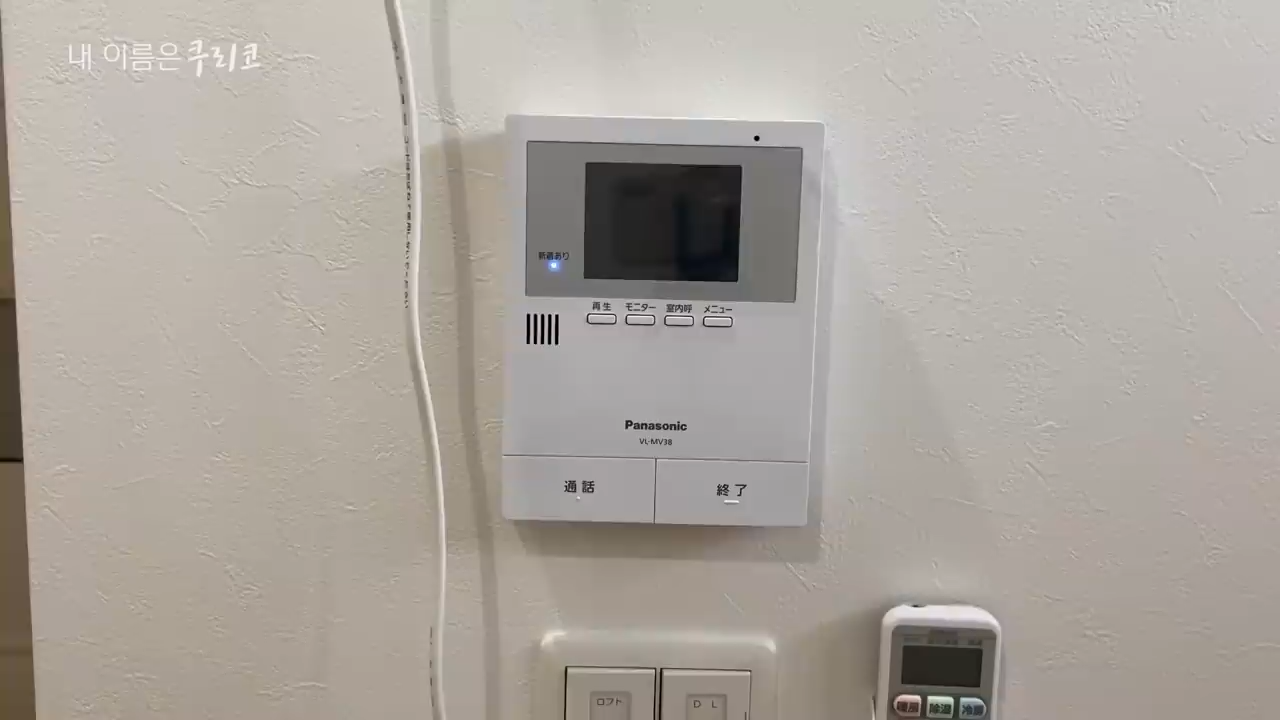 내 이름은 쿠리코
新着あり
再生 モニター 室内呼 メニュー
Panasonic
VL-MV38
通話 終了
ロフト DL
暖房 除湿 冷房